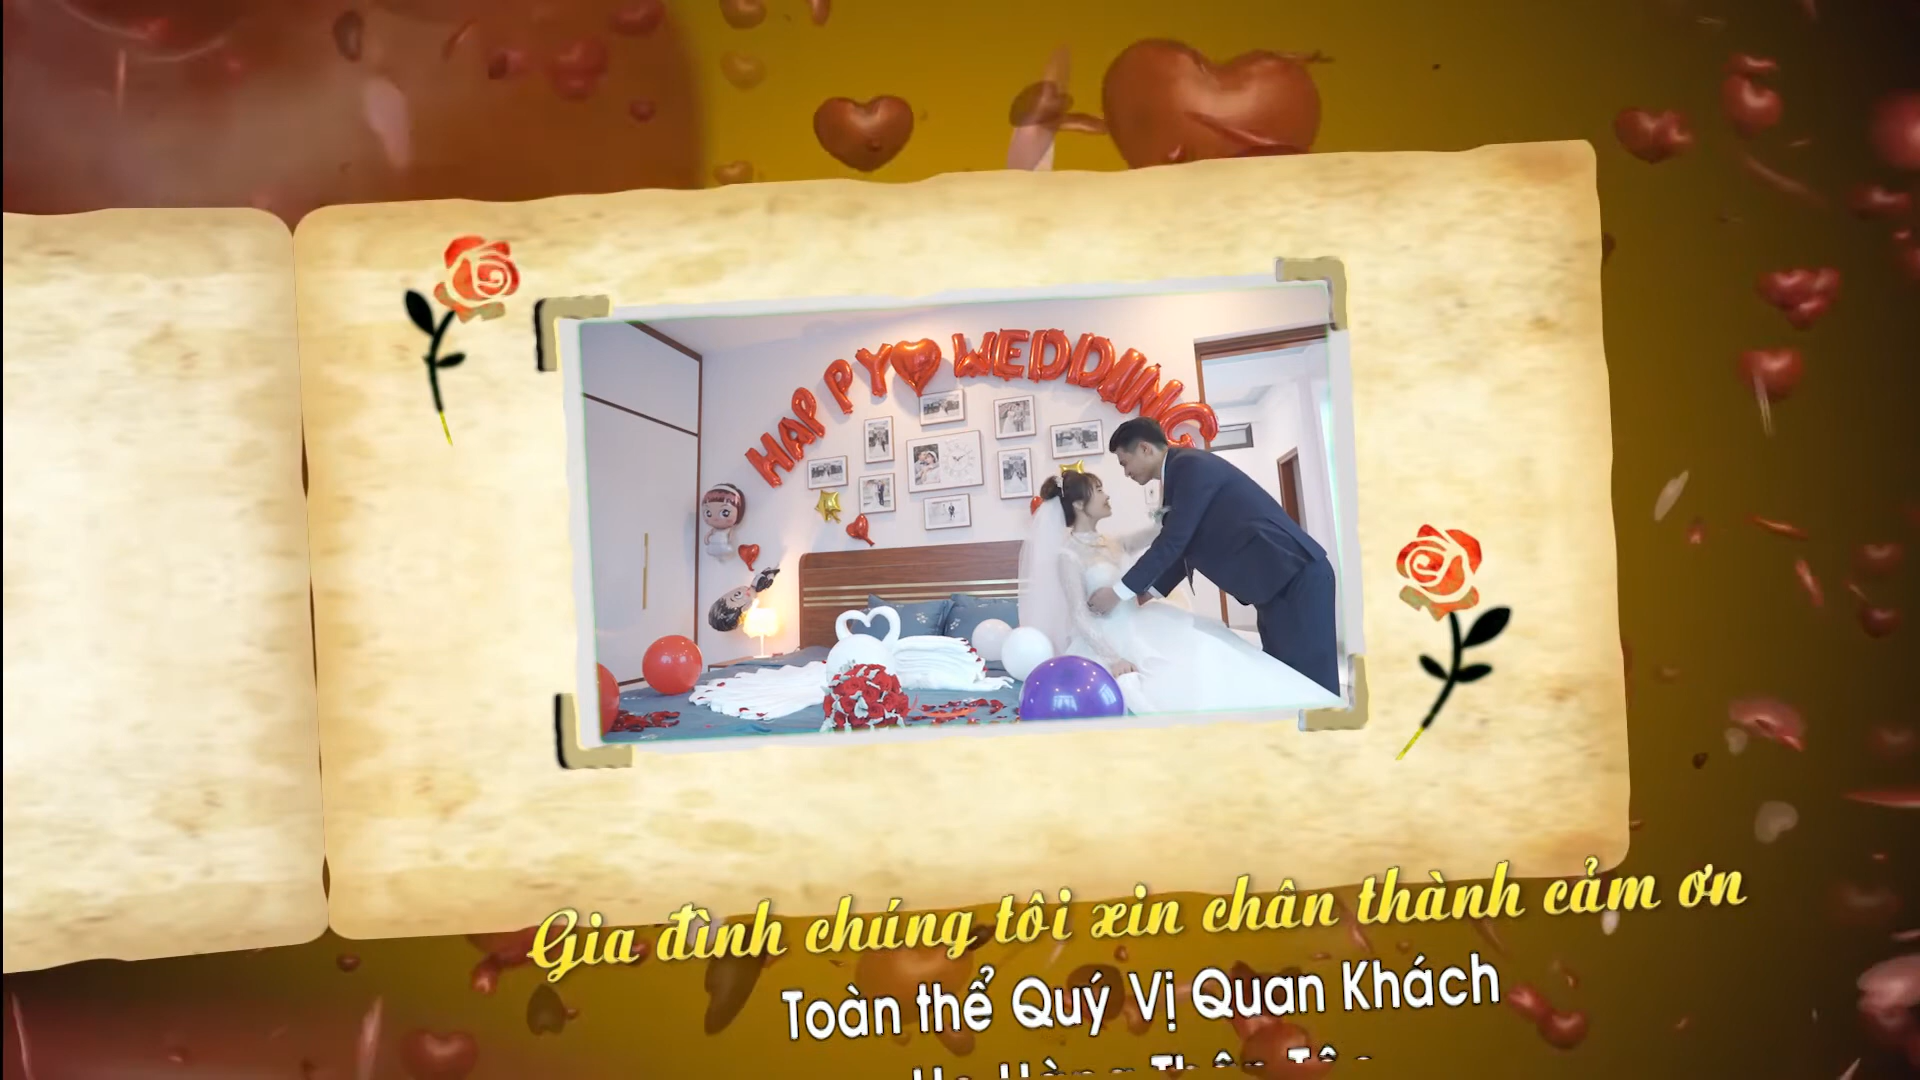 HAPPY WEDDING
Gia đình chúng tôi xin chân thành cảm ơn
Toàn thể Quý Vị Quan Khách